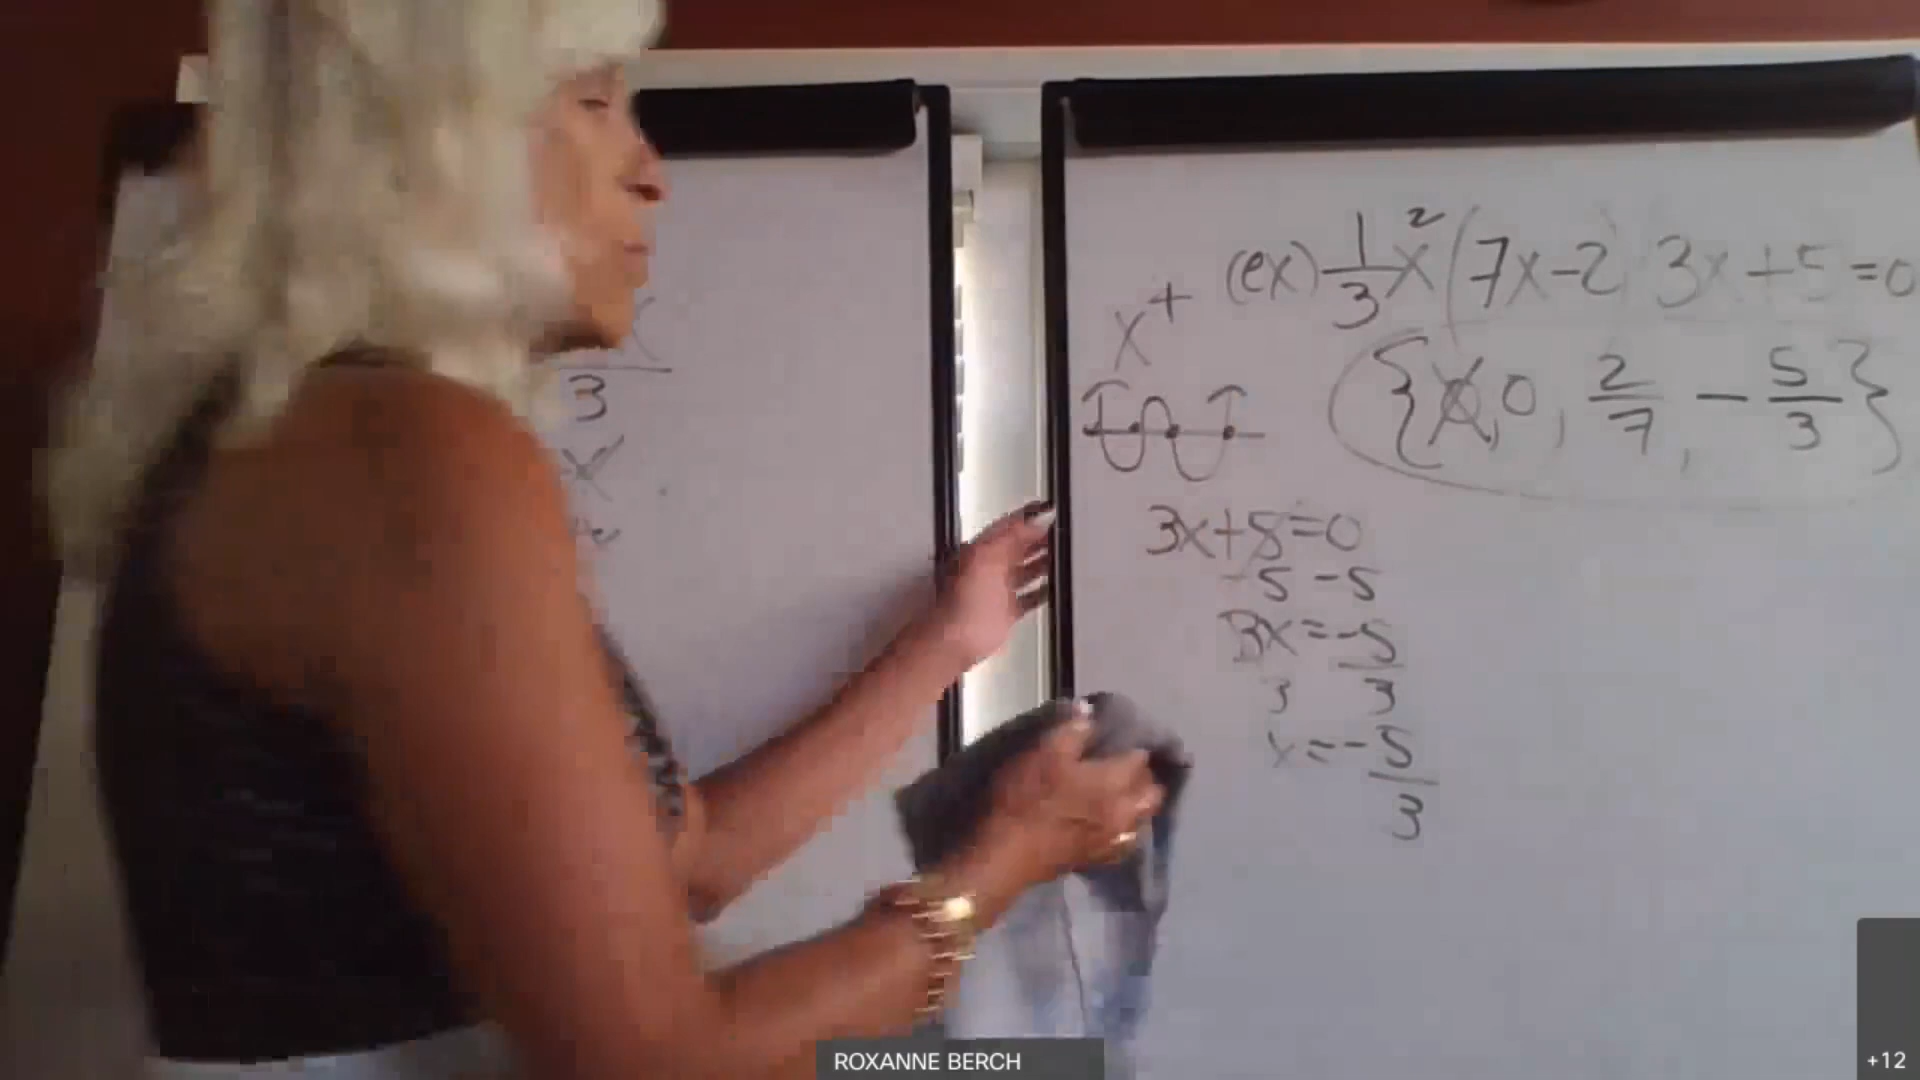 (ex) 1/3 x² (7x-2 3x+5=0
x⁺
{x, 0, 2/7, -5/3}
3
x
3x+5=0
-5 -5
3x=-5
3 3
x=-5/3
ROXANNE BERCH
+12